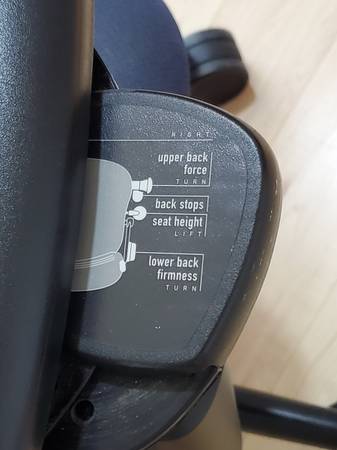 RIGHT
upper back
force
TURN
back stops
seat height
LIFT
lower back
firmness
TURN